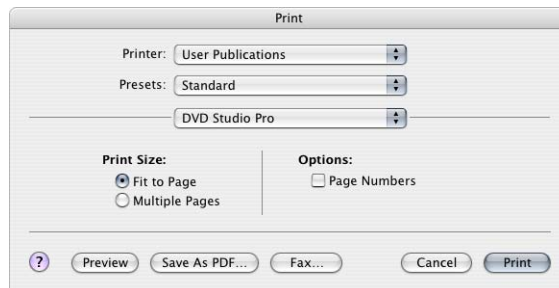 Print
Printer: User Publications
Presets: Standard
DVD Studio Pro
Print Size: Options:
Fit to Page Page Numbers
Multiple Pages
? Preview Save As PDF... Fax... Cancel Print